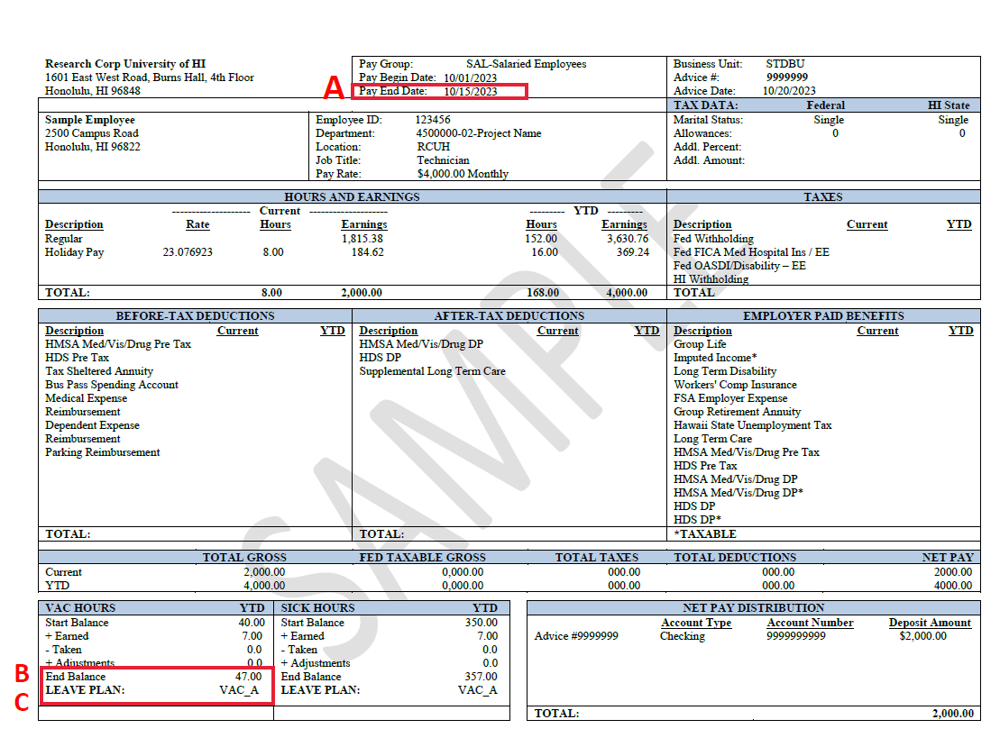 Research Corp University of HI
1601 East West Road, Burns Hall, 4th Floor
Honolulu, HI 96848
A
Pay Group: SAL-Salaried Employees
Pay Begin Date: 10/01/2023
Pay End Date: 10/15/2023
Business Unit: STDBU
Advice #: 9999999
Advice Date: 10/20/2023
Sample Employee
2500 Campus Road
Honolulu, HI 96822
Employee ID: 123456
Department: 4500000-02-Project Name
Location: RCUH
Job Title: Technician
Pay Rate: $4,000.00 Monthly
TAX DATA: Federal HI State
Marital Status: Single Single
Allowances: 0 0
Addl. Percent:
Addl. Amount:
HOURS AND EARNINGS
-------------------- Current -------------------- --------- YTD ---------
Description Rate Hours Earnings Hours Earnings
Regular 1,815.38 152.00 3,630.76
Holiday Pay 23.076923 8.00 184.62 16.00 369.24
TOTAL: 8.00 2,000.00 168.00 4,000.00
TAXES
Description Current YTD
Fed Withholding
Fed FICA Med Hospital Ins / EE
Fed OASDI/Disability – EE
HI Withholding
TOTAL
BEFORE-TAX DEDUCTIONS
Description Current YTD
HMSA Med/Vis/Drug Pre Tax
HDS Pre Tax
Tax Sheltered Annuity
Bus Pass Spending Account
Medical Expense
Reimbursement
Dependent Expense
Reimbursement
Parking Reimbursement
TOTAL:
AFTER-TAX DEDUCTIONS
Description Current YTD
HMSA Med/Vis/Drug DP
HDS DP
Supplemental Long Term Care
TOTAL:
EMPLOYER PAID BENEFITS
Description Current YTD
Group Life
Imputed Income*
Long Term Disability
Workers' Comp Insurance
FSA Employer Expense
Group Retirement Annuity
Hawaii State Unemployment Tax
Long Term Care
HMSA Med/Vis/Drug Pre Tax
HDS Pre Tax
HMSA Med/Vis/Drug DP
HMSA Med/Vis/Drug DP*
HDS DP
HDS DP*
*TAXABLE
TOTAL GROSS FED TAXABLE GROSS TOTAL TAXES TOTAL DEDUCTIONS NET PAY
Current 2,000.00 0,000.00 000.00 000.00 2000.00
YTD 4,000.00 0,000.00 000.00 000.00 4000.00
VAC HOURS YTD
Start Balance 40.00
+ Earned 7.00
- Taken 0.0
+ Adjustments 0.0
B
End Balance 47.00
C
LEAVE PLAN: VAC_A
SICK HOURS YTD
Start Balance 350.00
+ Earned 7.00
- Taken 0.0
+ Adjustments 0.0
End Balance 357.00
LEAVE PLAN: VAC_A
NET PAY DISTRIBUTION
Account Type Account Number Deposit Amount
Advice #9999999 Checking 9999999999 $2,000.00
TOTAL: 2,000.00
SAMPLE